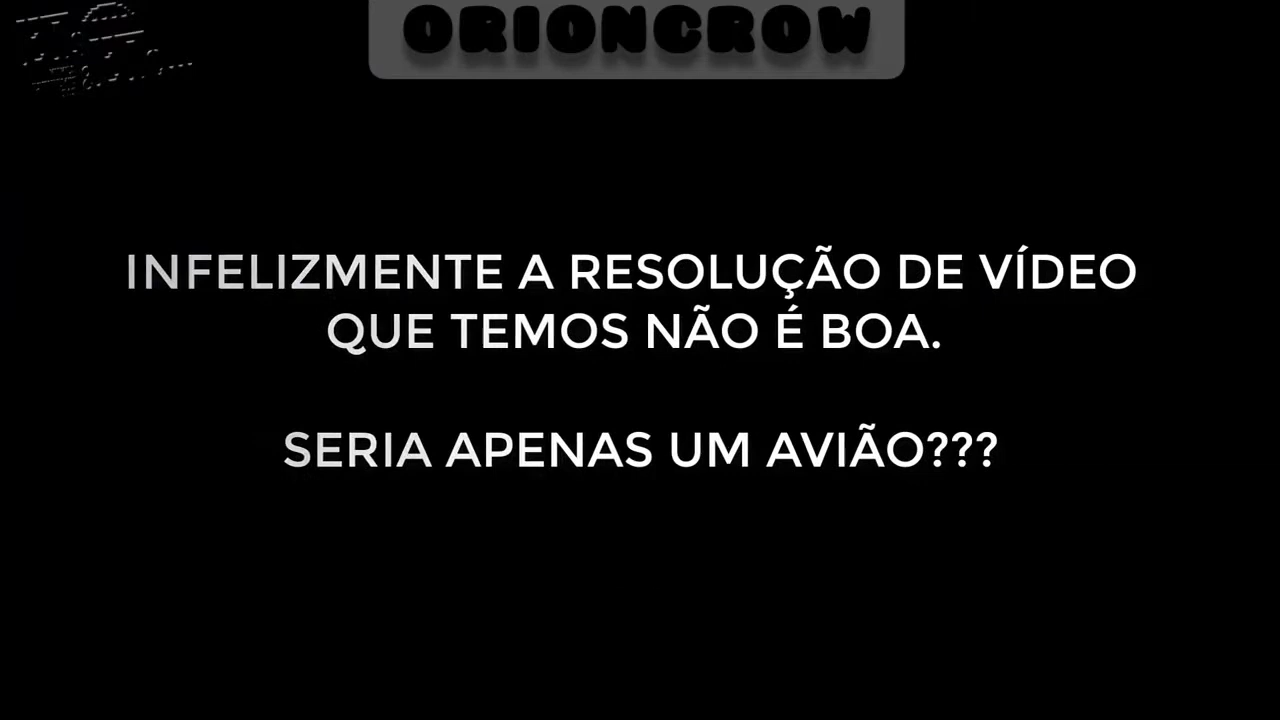 ORIONCROW
INFELIZMENTE A RESOLUÇÃO DE VÍDEO
QUE TEMOS NÃO É BOA.
SERIA APENAS UM AVIÃO???